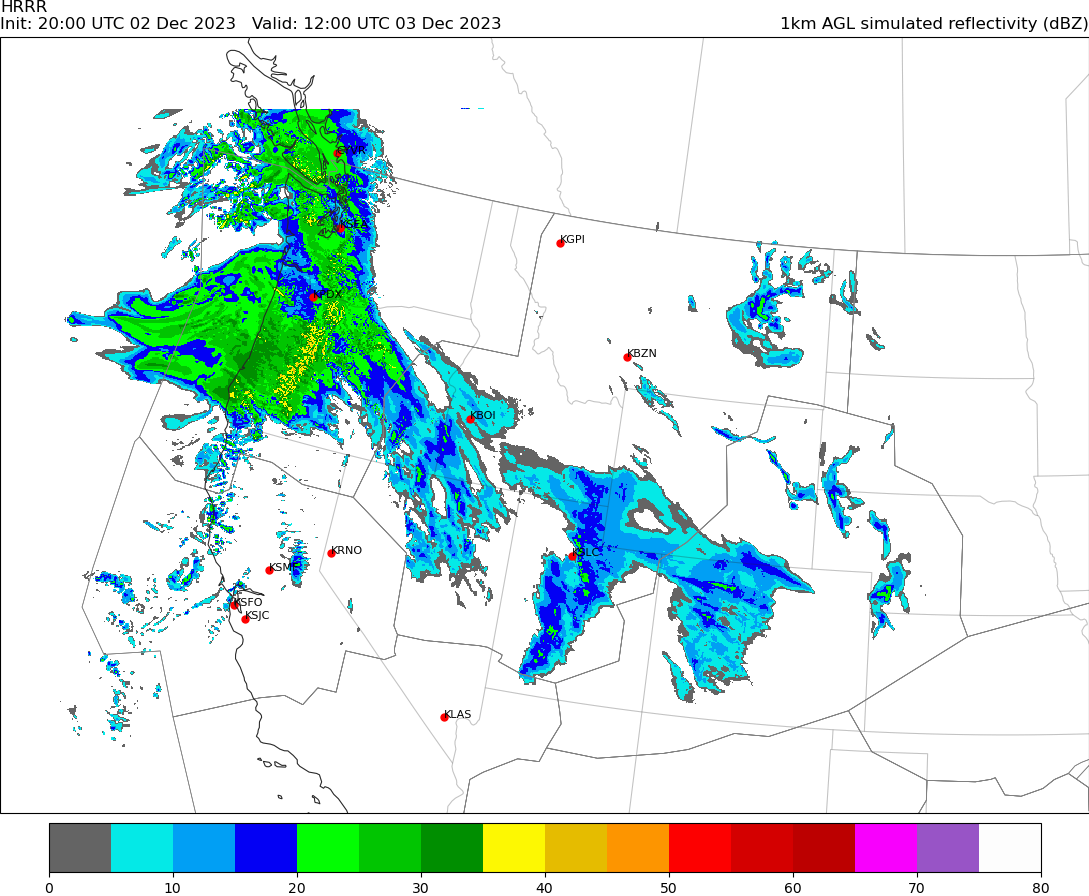 HRRR
Init: 20:00 UTC 02 Dec 2023   Valid: 12:00 UTC 03 Dec 2023
1km AGL simulated reflectivity (dBZ)
KGPI
KBZN
KBOI
KSLC
KRNO
KSMF
KSFO
KSJC
KLAS
0 10 20 30 40 50 60 70 80